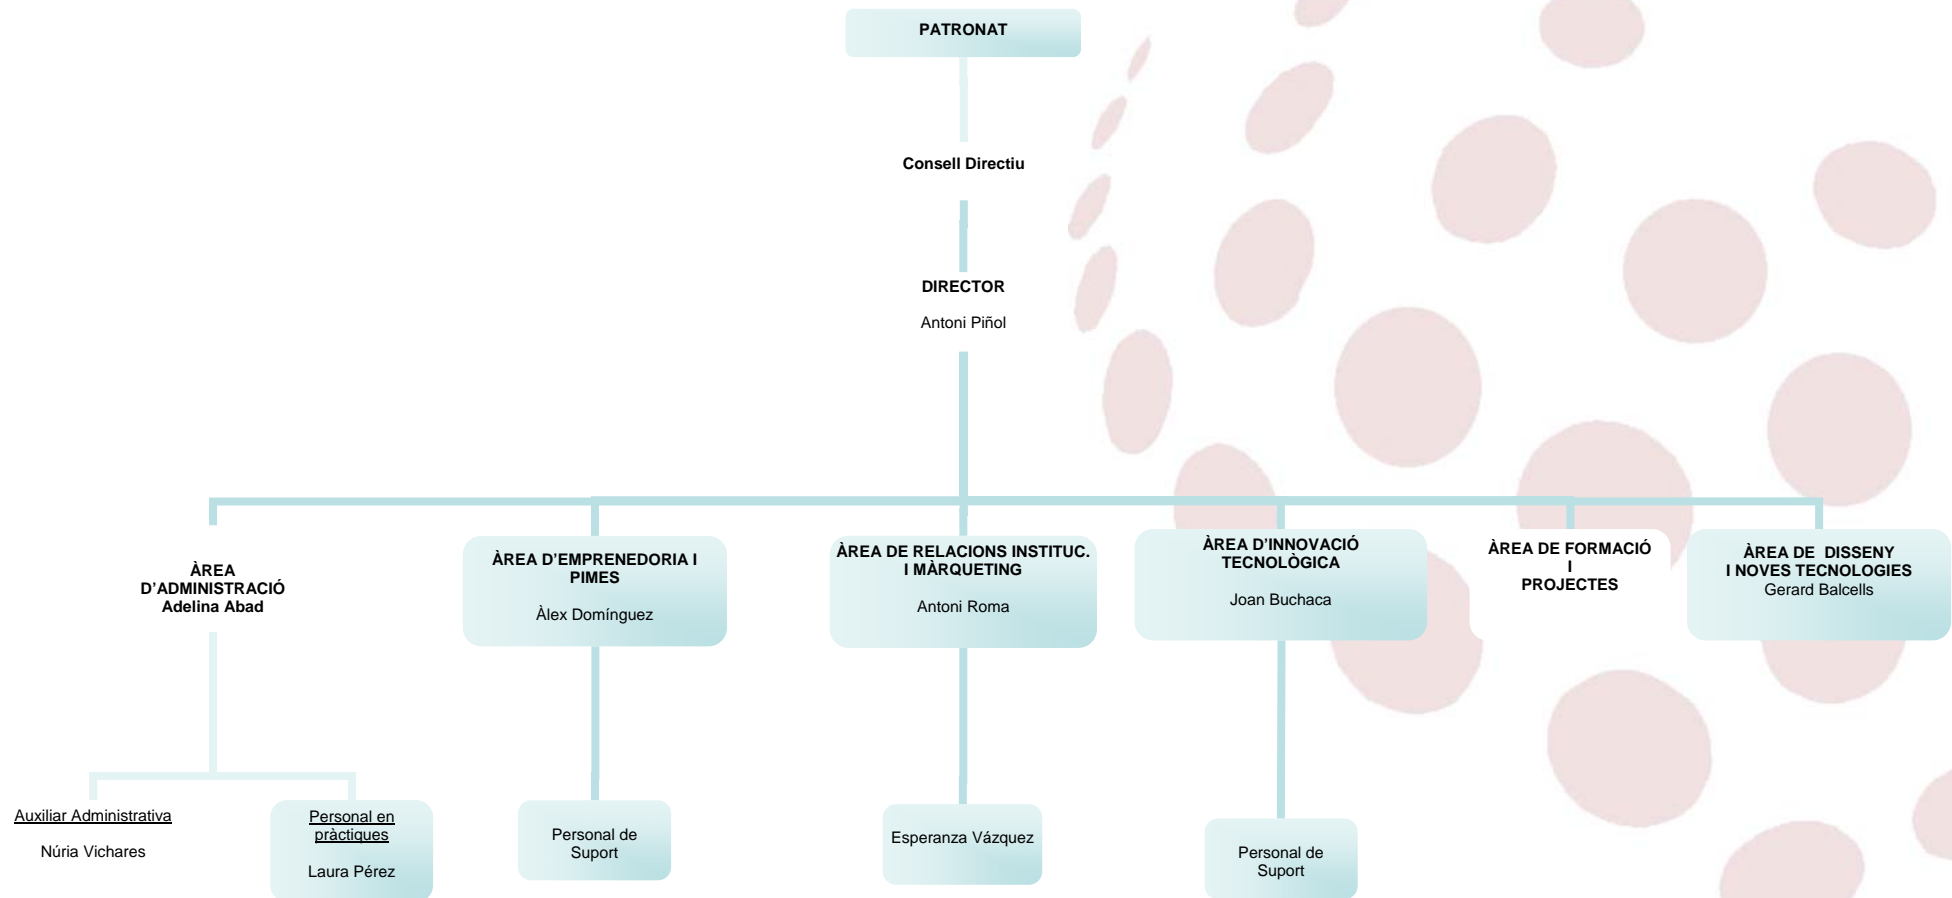 PATRONAT
Consell Directiu
DIRECTOR
Antoni Piñol
ÀREA
D’ADMINISTRACIÓ
Adelina Abad
ÀREA D’EMPRENEDORIA I
PIMES
Àlex Domínguez
ÀREA DE RELACIONS INSTITUC.
I MÀRQUETING
Antoni Roma
ÀREA D’INNOVACIÓ
TECNOLÒGICA
Joan Buchaca
ÀREA DE FORMACIÓ
I
PROJECTES
ÀREA DE DISSENY
I NOVES TECNOLOGIES
Gerard Balcells
Auxiliar Administrativa
Núria Vichares
Personal en
pràctiques
Laura Pérez
Personal de
Suport
Esperanza Vázquez
Personal de
Suport